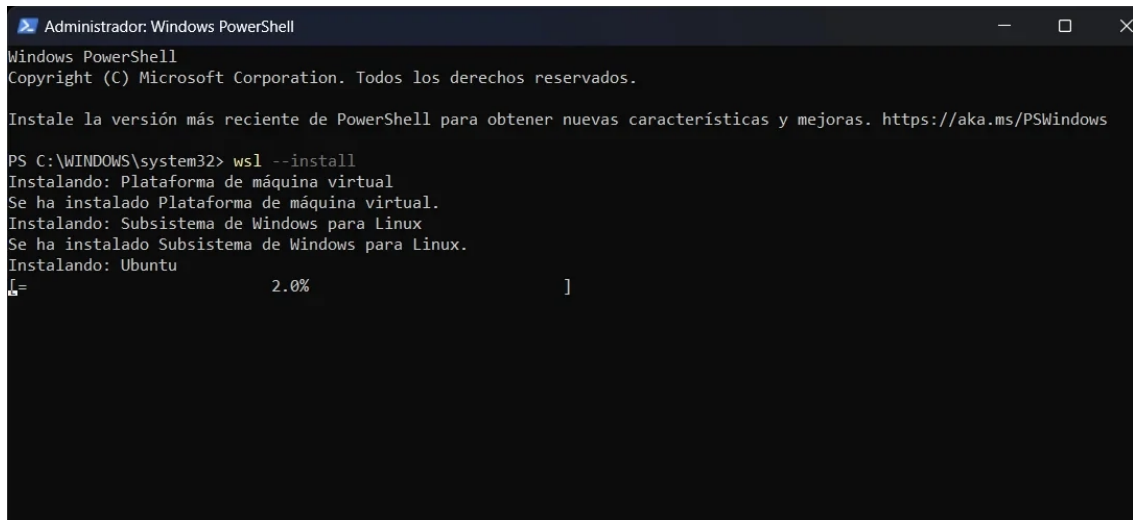 Administrador: Windows PowerShell
Windows PowerShell
Copyright (C) Microsoft Corporation. Todos los derechos reservados.
Instale la versión más reciente de PowerShell para obtener nuevas características y mejoras. https://aka.ms/PSWindows
PS C:\WINDOWS\system32> wsl --install
Instalando: Plataforma de máquina virtual
Se ha instalado Plataforma de máquina virtual.
Instalando: Subsistema de Windows para Linux
Se ha instalado Subsistema de Windows para Linux.
Instalando: Ubuntu
[= 2.0% ]